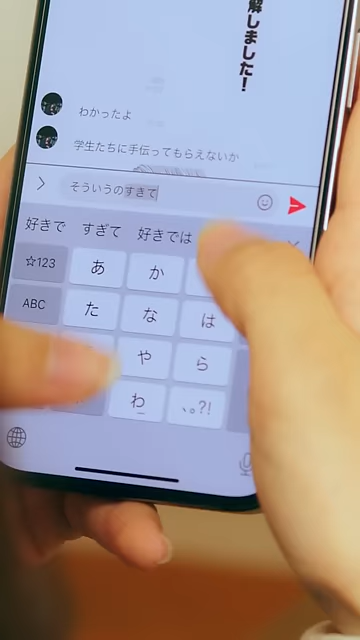 解しました!
わかったよ
学生たちに手伝ってもらえないか
そういうのすきて
好きで すぎて 好きでは
☆123 あ か
ABC た な は
や ら
わ 、。?!